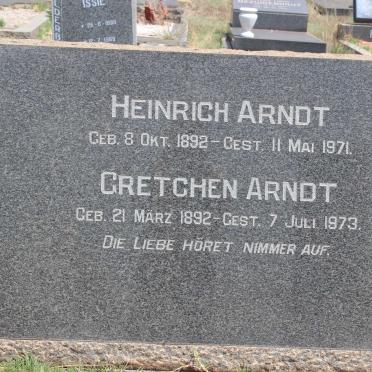 ISSIE
HEINRICH ARNDT
GEB. 8 OKT. 1892 – GEST. 11 MAI 1971.
GRETCHEN ARNDT
GEB. 21 MÄRZ 1892 – GEST. 7 JULI 1973.
DIE LIEBE HÖRET NIMMER AUF.